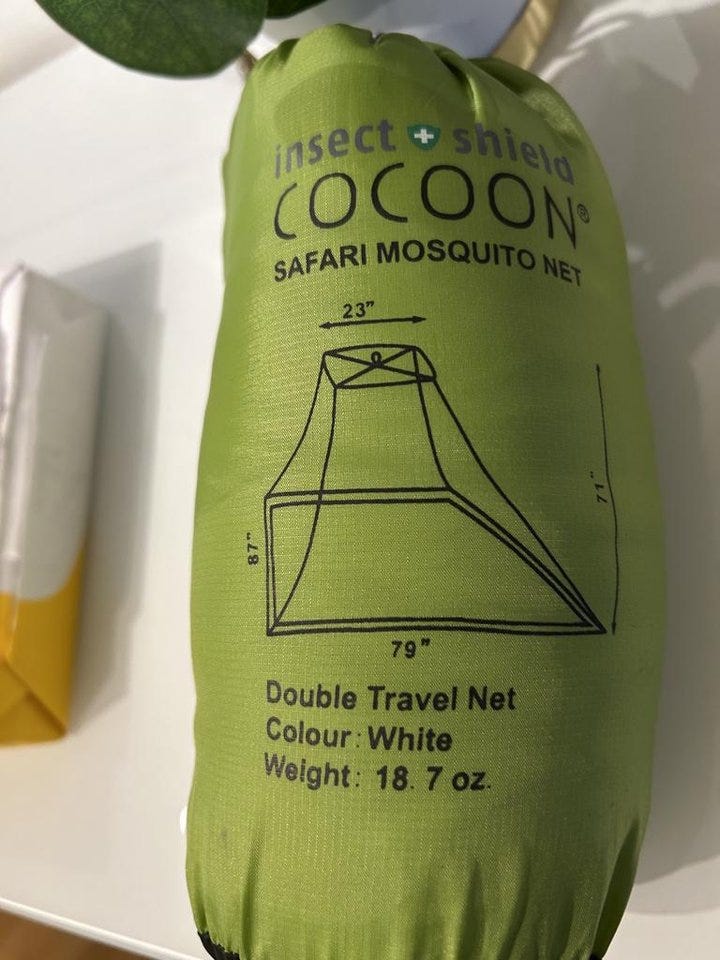 insect shield
COCOON®
SAFARI MOSQUITO NET
23"
71"
87"
79"
Double Travel Net
Colour: White
Weight: 18.7 oz.